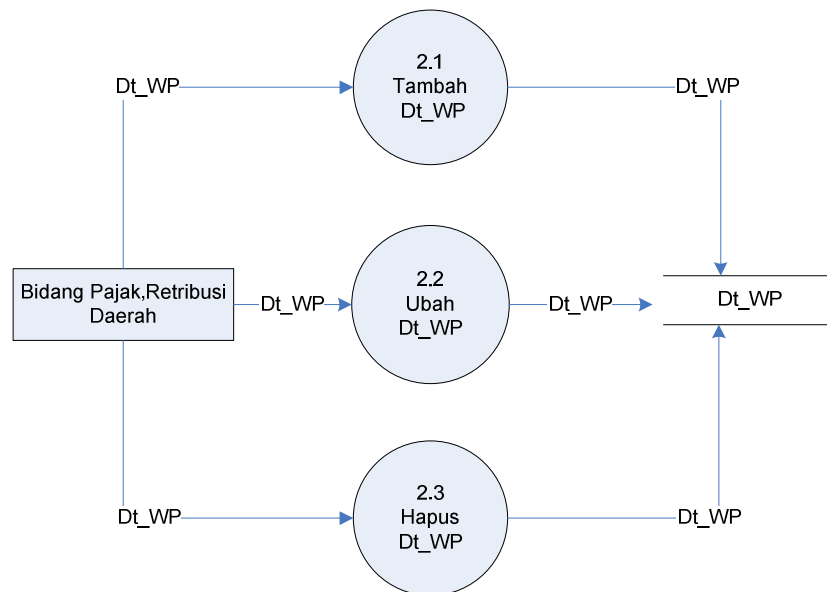 2.1
Tambah
Dt_WP
Dt_WP
Dt_WP
Bidang Pajak,Retribusi
Daerah
Dt_WP
2.2
Ubah
Dt_WP
Dt_WP
Dt_WP
2.3
Hapus
Dt_WP
Dt_WP
Dt_WP